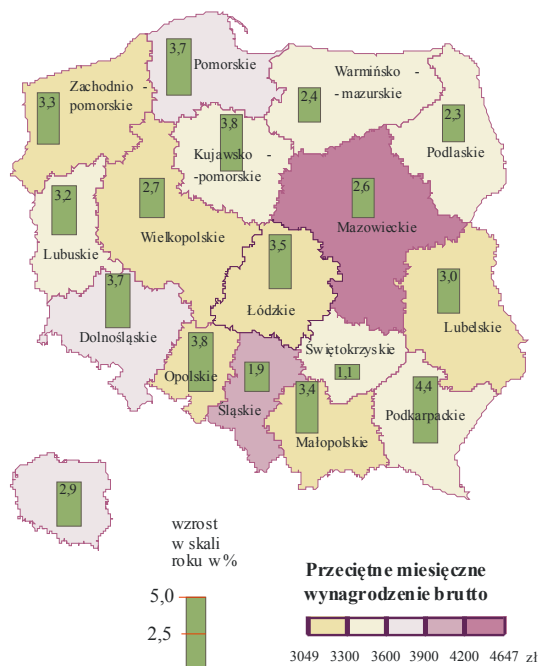 3,7
Pomorskie
Warmińsko -
- mazurskie
2,4
Zachodnio -
pomorskie
3,3
3,8
Kujawsko -
-pomorskie
2,3
Podlaskie
3,2
Lubuskie
2,7
Wielkopolskie
2,6
Mazowieckie
3,5
Łódzkie
3,0
Lubelskie
3,7
Dolnośląskie
3,8
Opolskie
1,9
Śląskie
Świętokrzyskie
1,1
3,4
Małopolskie
4,4
Podkarpackie
2,9
wzrost
w skali
roku w%
5,0
2,5
Przeciętne miesięczne
wynagrodzenie brutto
3049 3300 3600 3900 4200 4647 zł